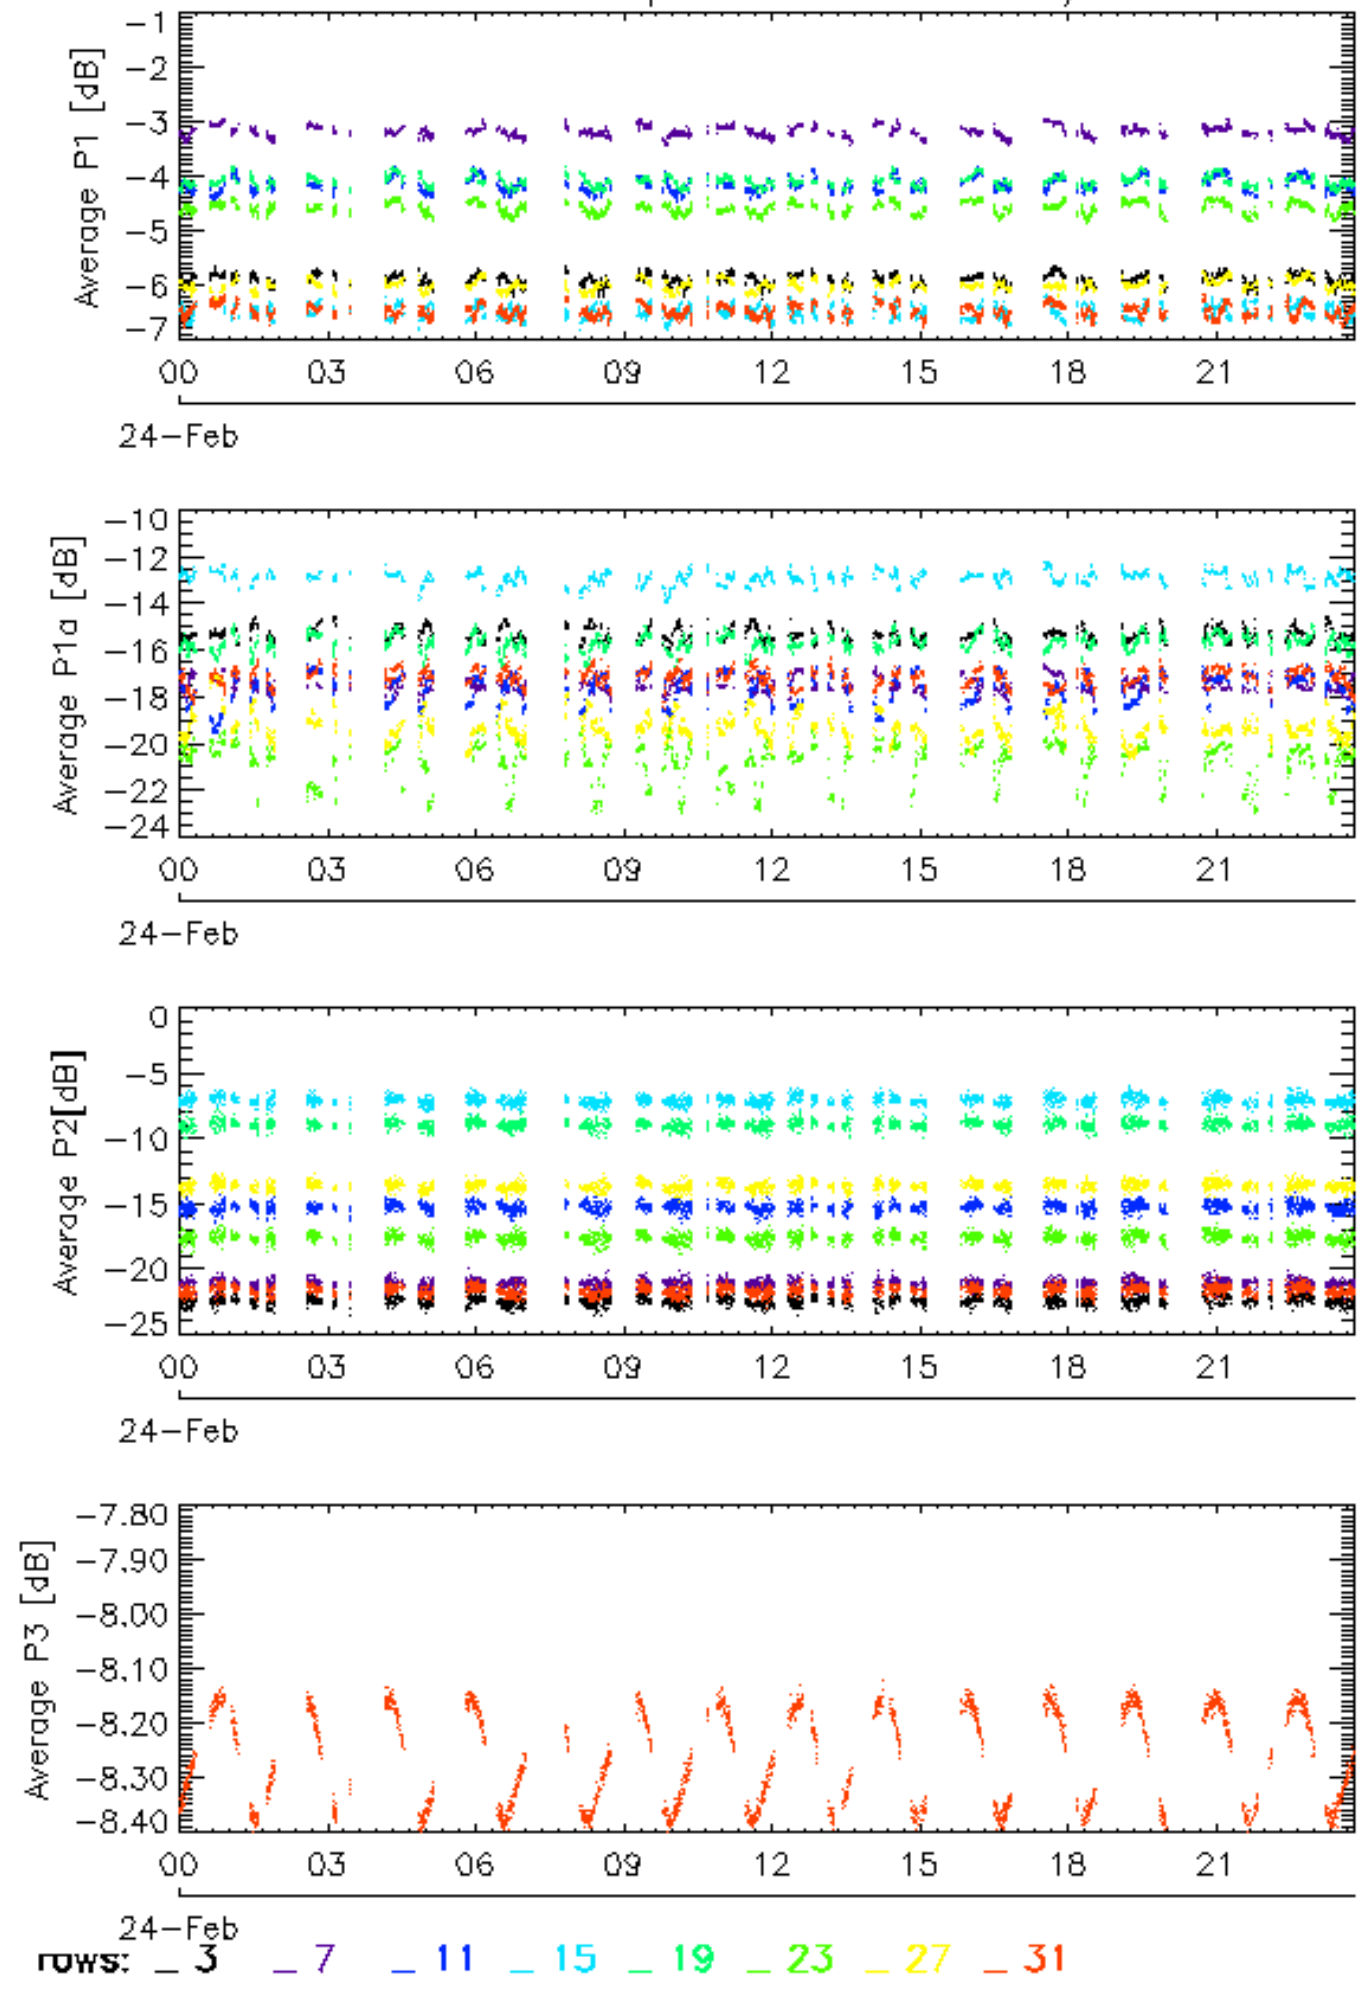 Average P1 [dB]
-1
-2
-3
-4
-5
-6
-7
00 03 06 09 12 15 18 21
24-Feb
Average P1a [dB]
-10
-12
-14
-16
-18
-20
-22
-24
00 03 06 09 12 15 18 21
24-Feb
Average P2[dB]
0
-5
-10
-15
-20
-25
00 03 06 09 12 15 18 21
24-Feb
Average P3 [dB]
-7.80
-7.90
-8.00
-8.10
-8.20
-8.30
-8.40
00 03 06 09 12 15 18 21
24-Feb
rows: _ 3 _ 7 _ 11 _ 15 _ 19 _ 23 _ 27 _ 31